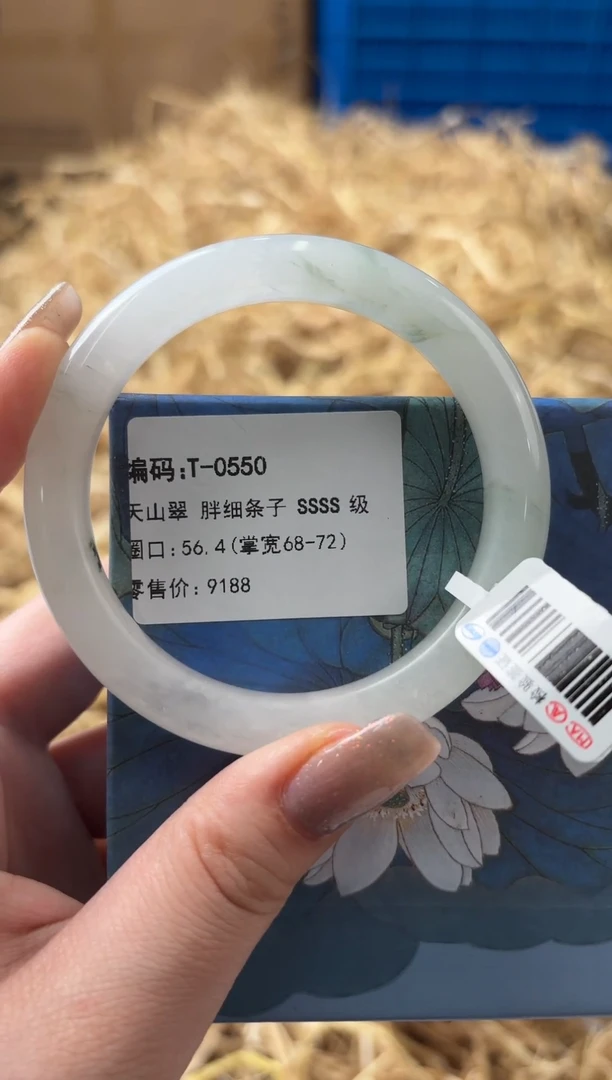 编码:T-0550
天山翠 胖细条子 SSSS 级
圈口:56.4(掌宽68-72)
零售价: 9188